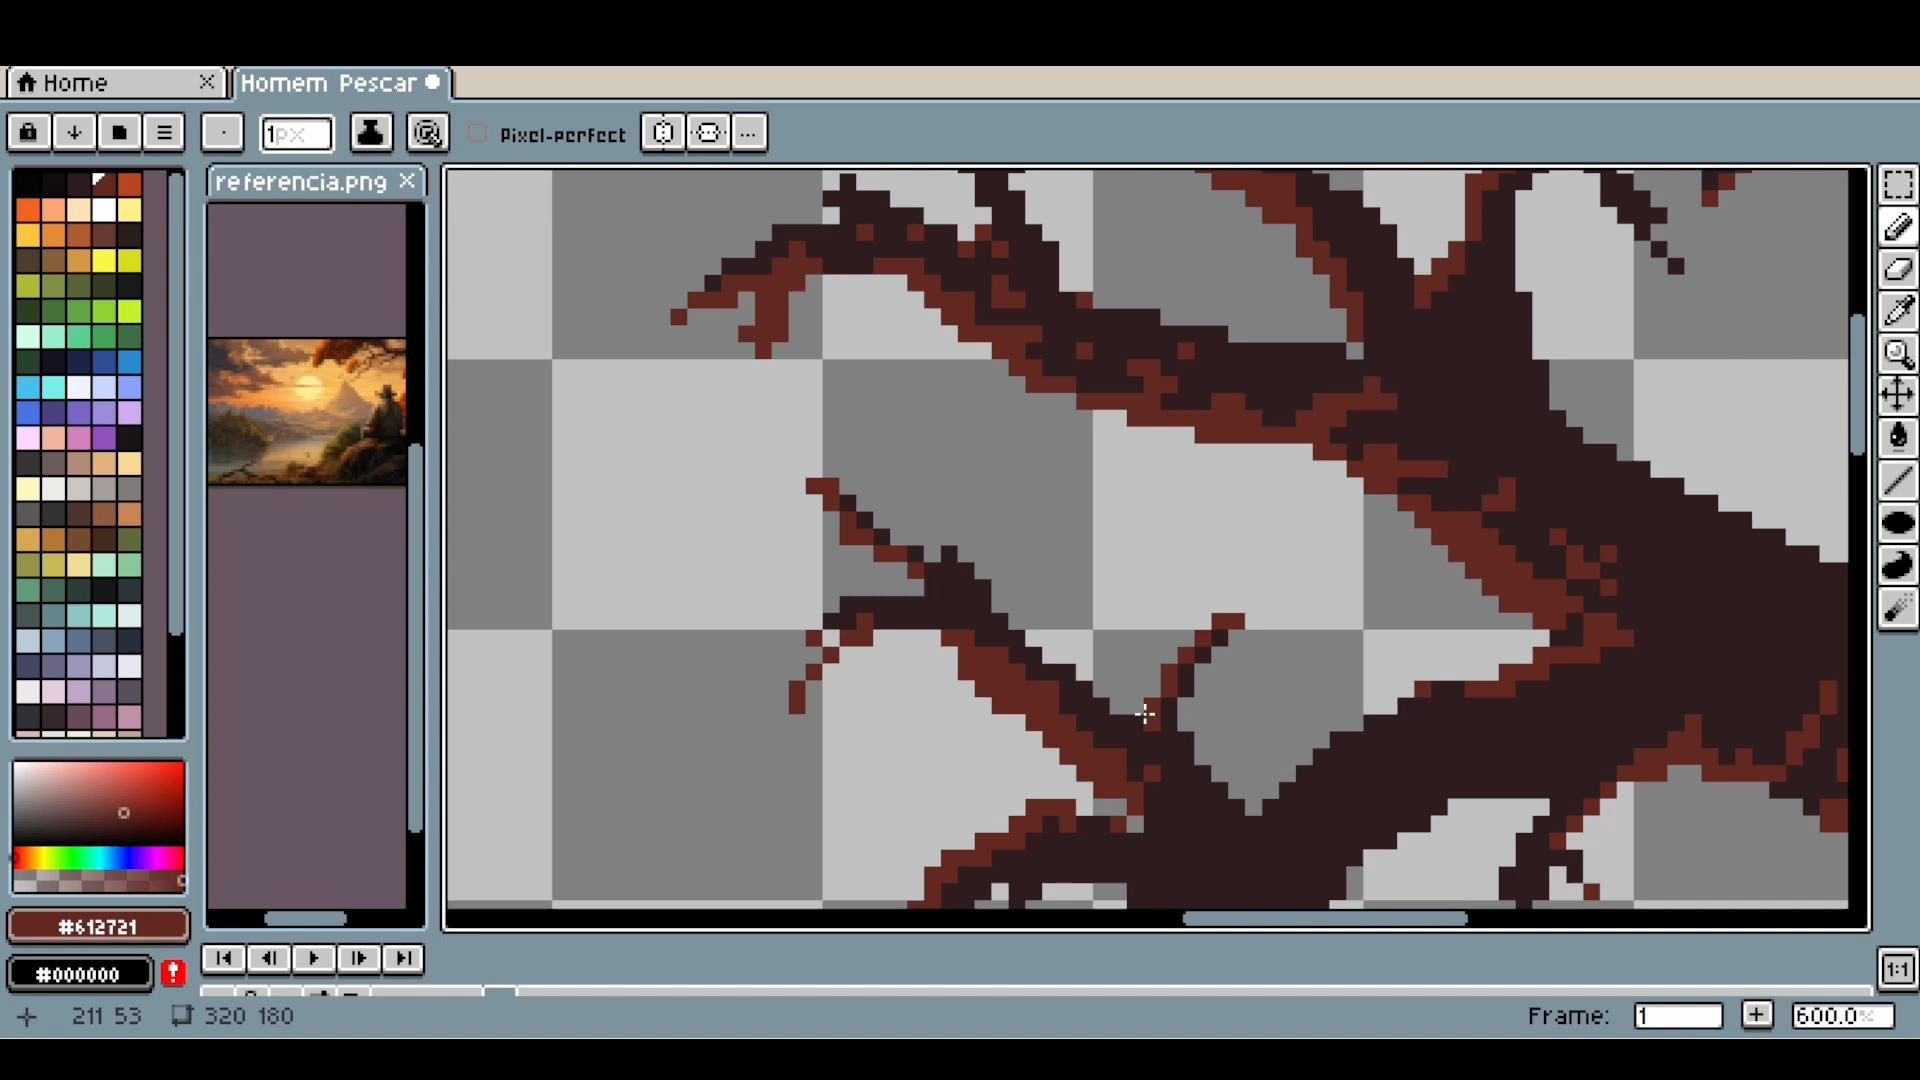 Home
Homem Pescar
1px
Pixel-perfect
...
referencia.png
#612721
#000000
!
1:1
211 53
320 180
Frame:
1
+
600.0%